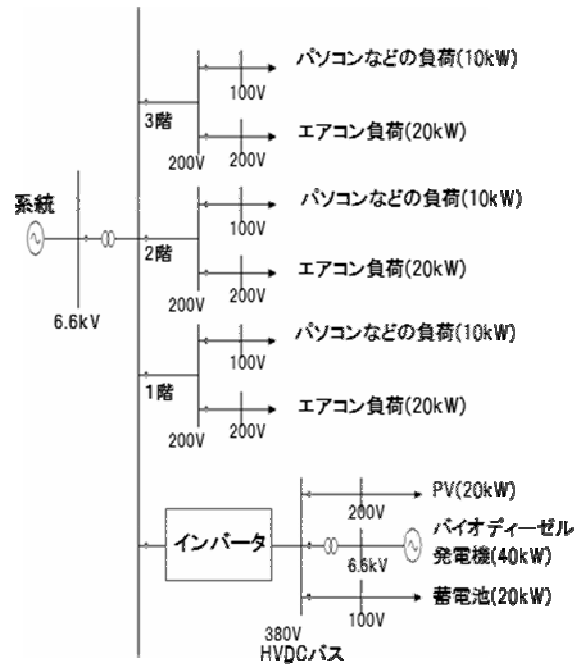 パソコンなどの負荷(10kW)
100V
3階
エアコン負荷(20kW)
200V
200V
系統
パソコンなどの負荷(10kW)
100V
2階
エアコン負荷(20kW)
200V
200V
6.6kV
パソコンなどの負荷(10kW)
100V
1階
エアコン負荷(20kW)
200V
200V
PV(20kW)
200V
インバータ
バイオディーゼル
発電機(40kW)
6.6kV
蓄電池(20kW)
100V
380V
HVDCバス